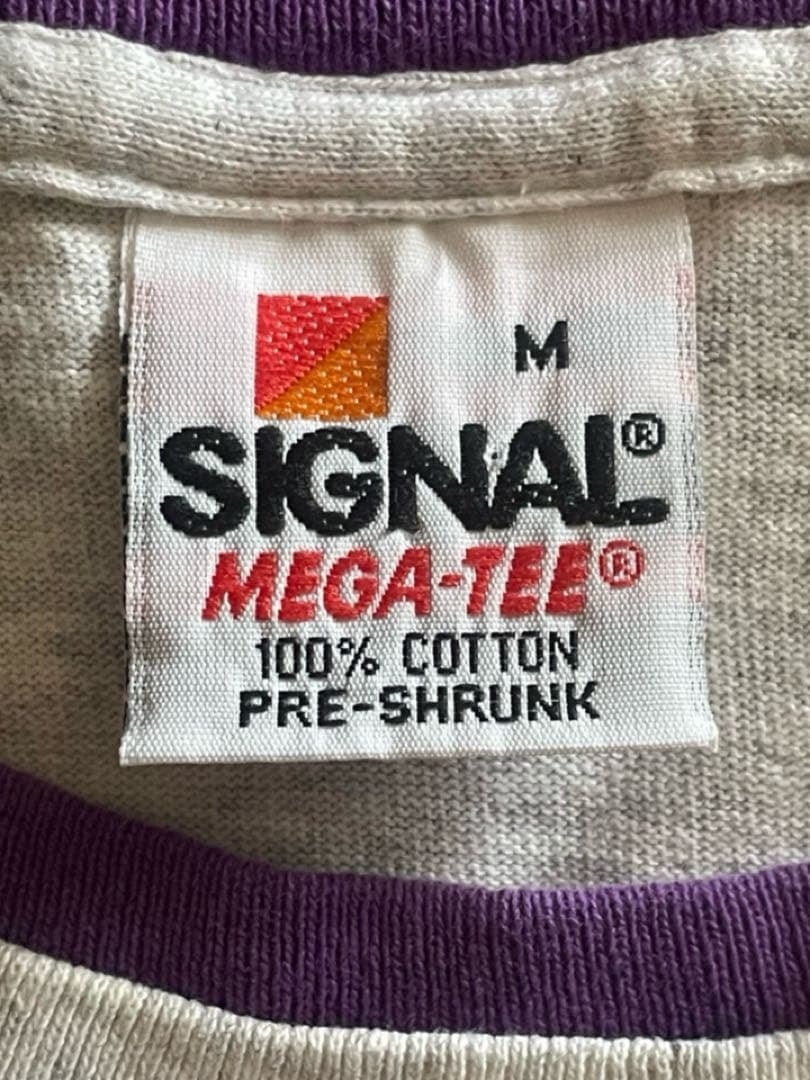 M
SIGNAL®
MEGA-TEE®
100% COTTON
PRE-SHRUNK